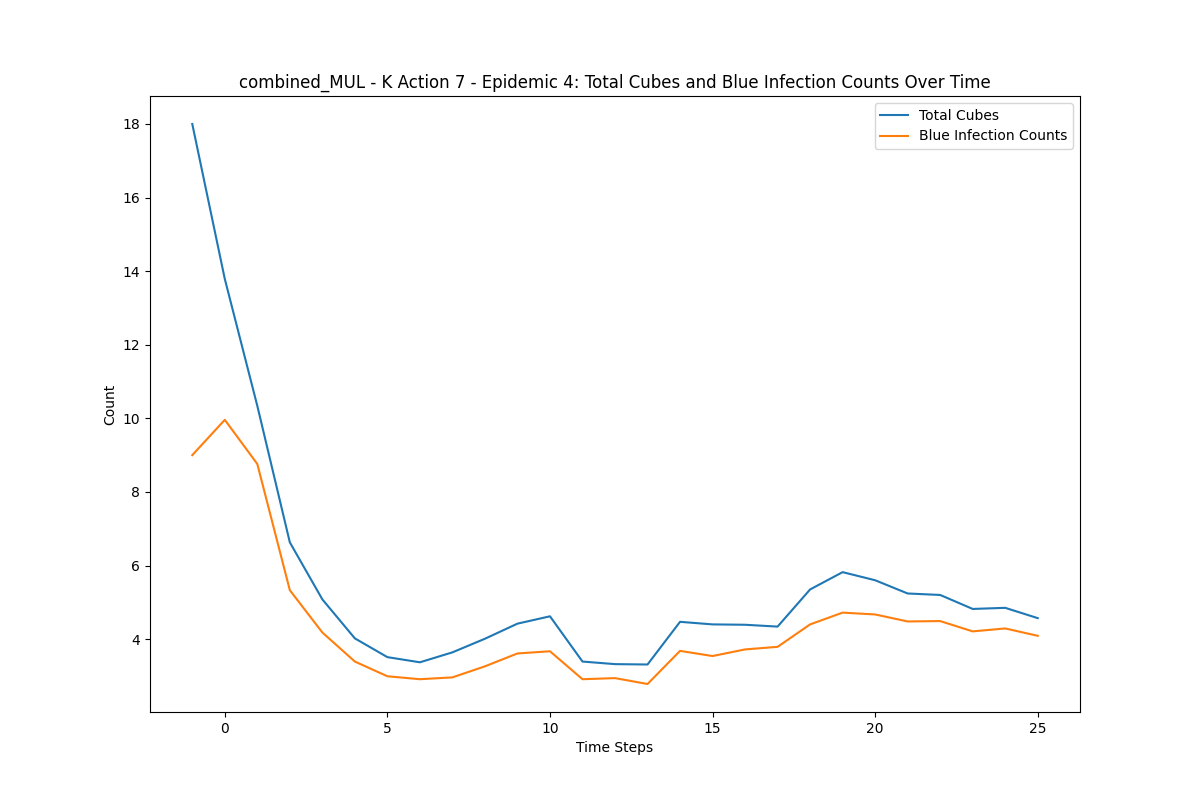 combined_MUL - K Action 7 - Epidemic 4: Total Cubes and Blue Infection Counts Over Time
Total Cubes
Blue Infection Counts
18
16
14
12
10
8
6
4
Count
0 5 10 15 20 25
Time Steps